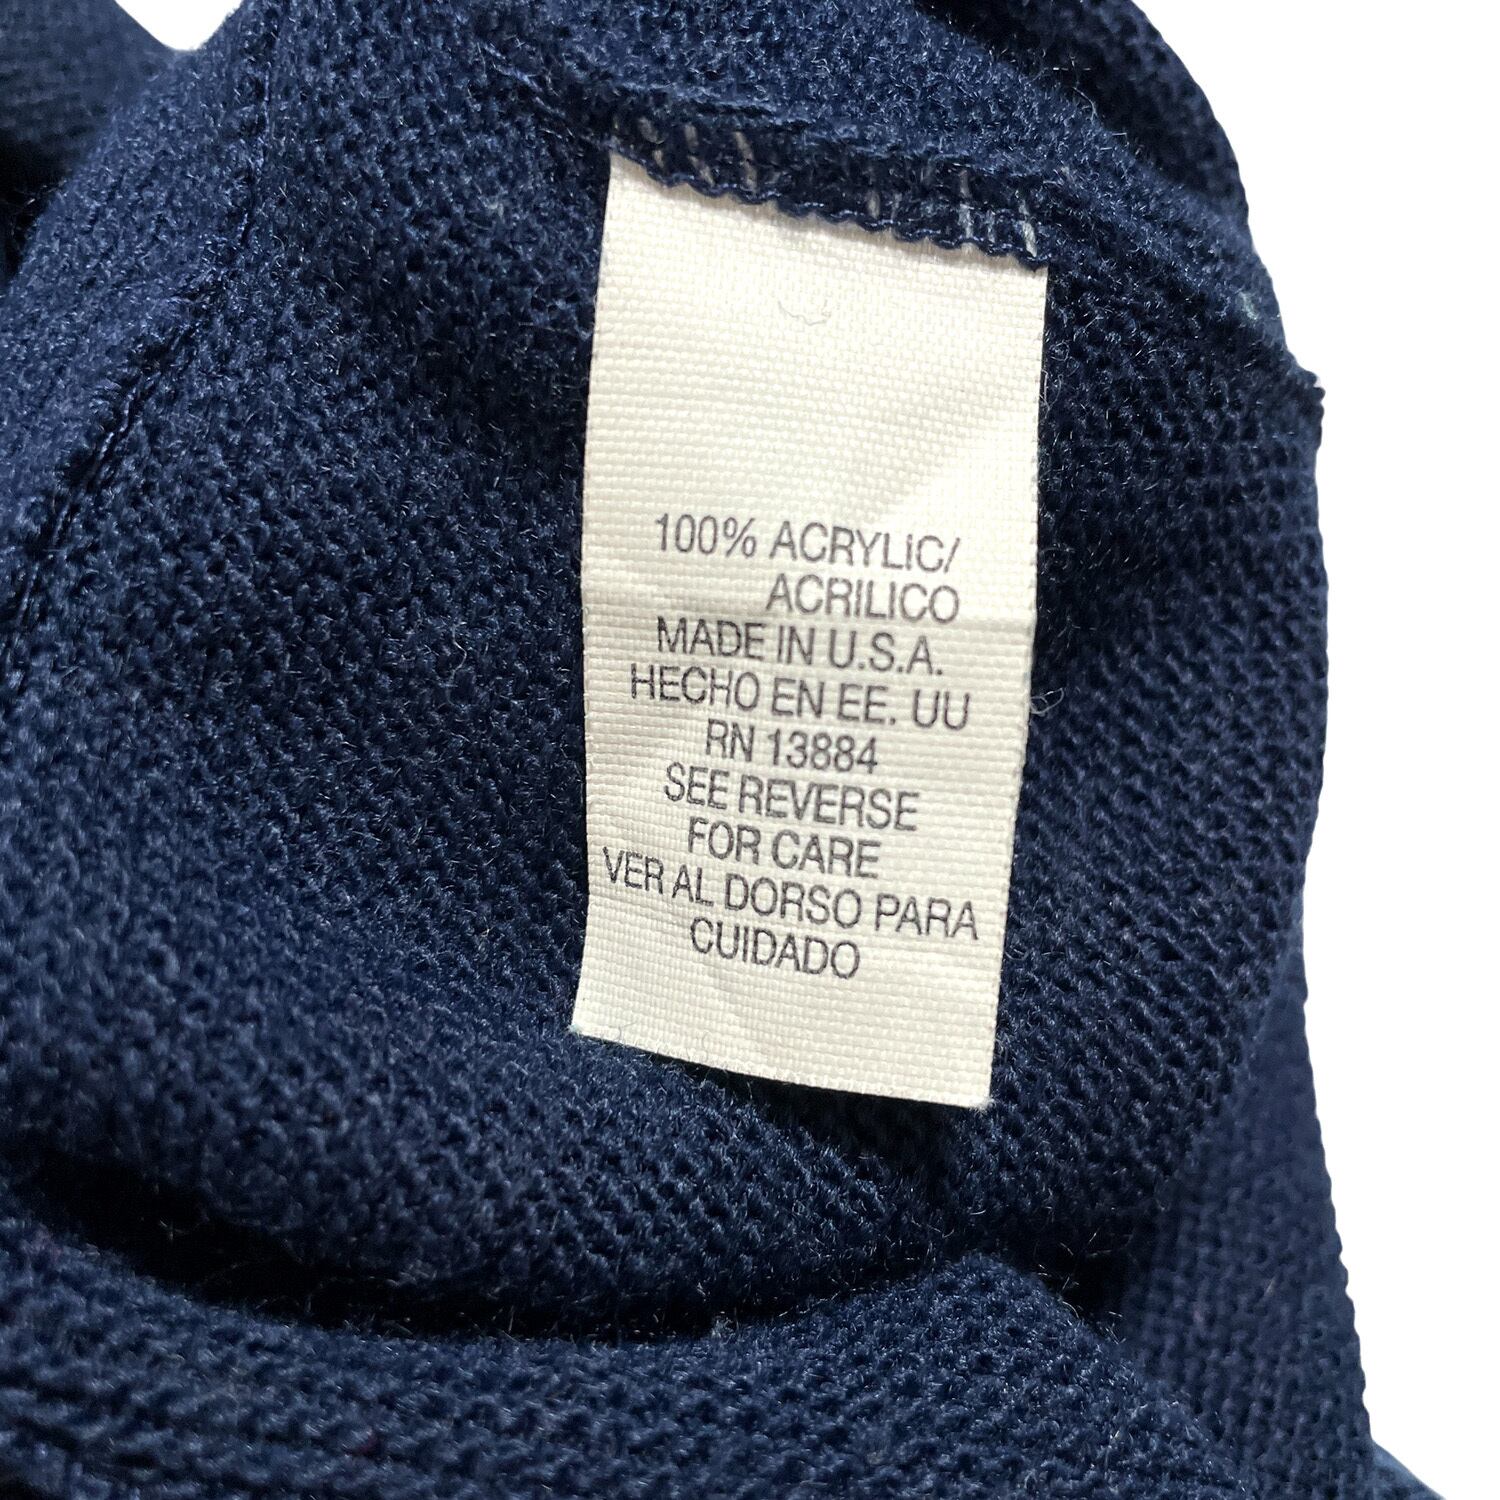 100% ACRYLIC/
ACRILICO
MADE IN U.S.A.
HECHO EN EE. UU
RN 13884
SEE REVERSE
FOR CARE
VER AL DORSO PARA
CUIDADO